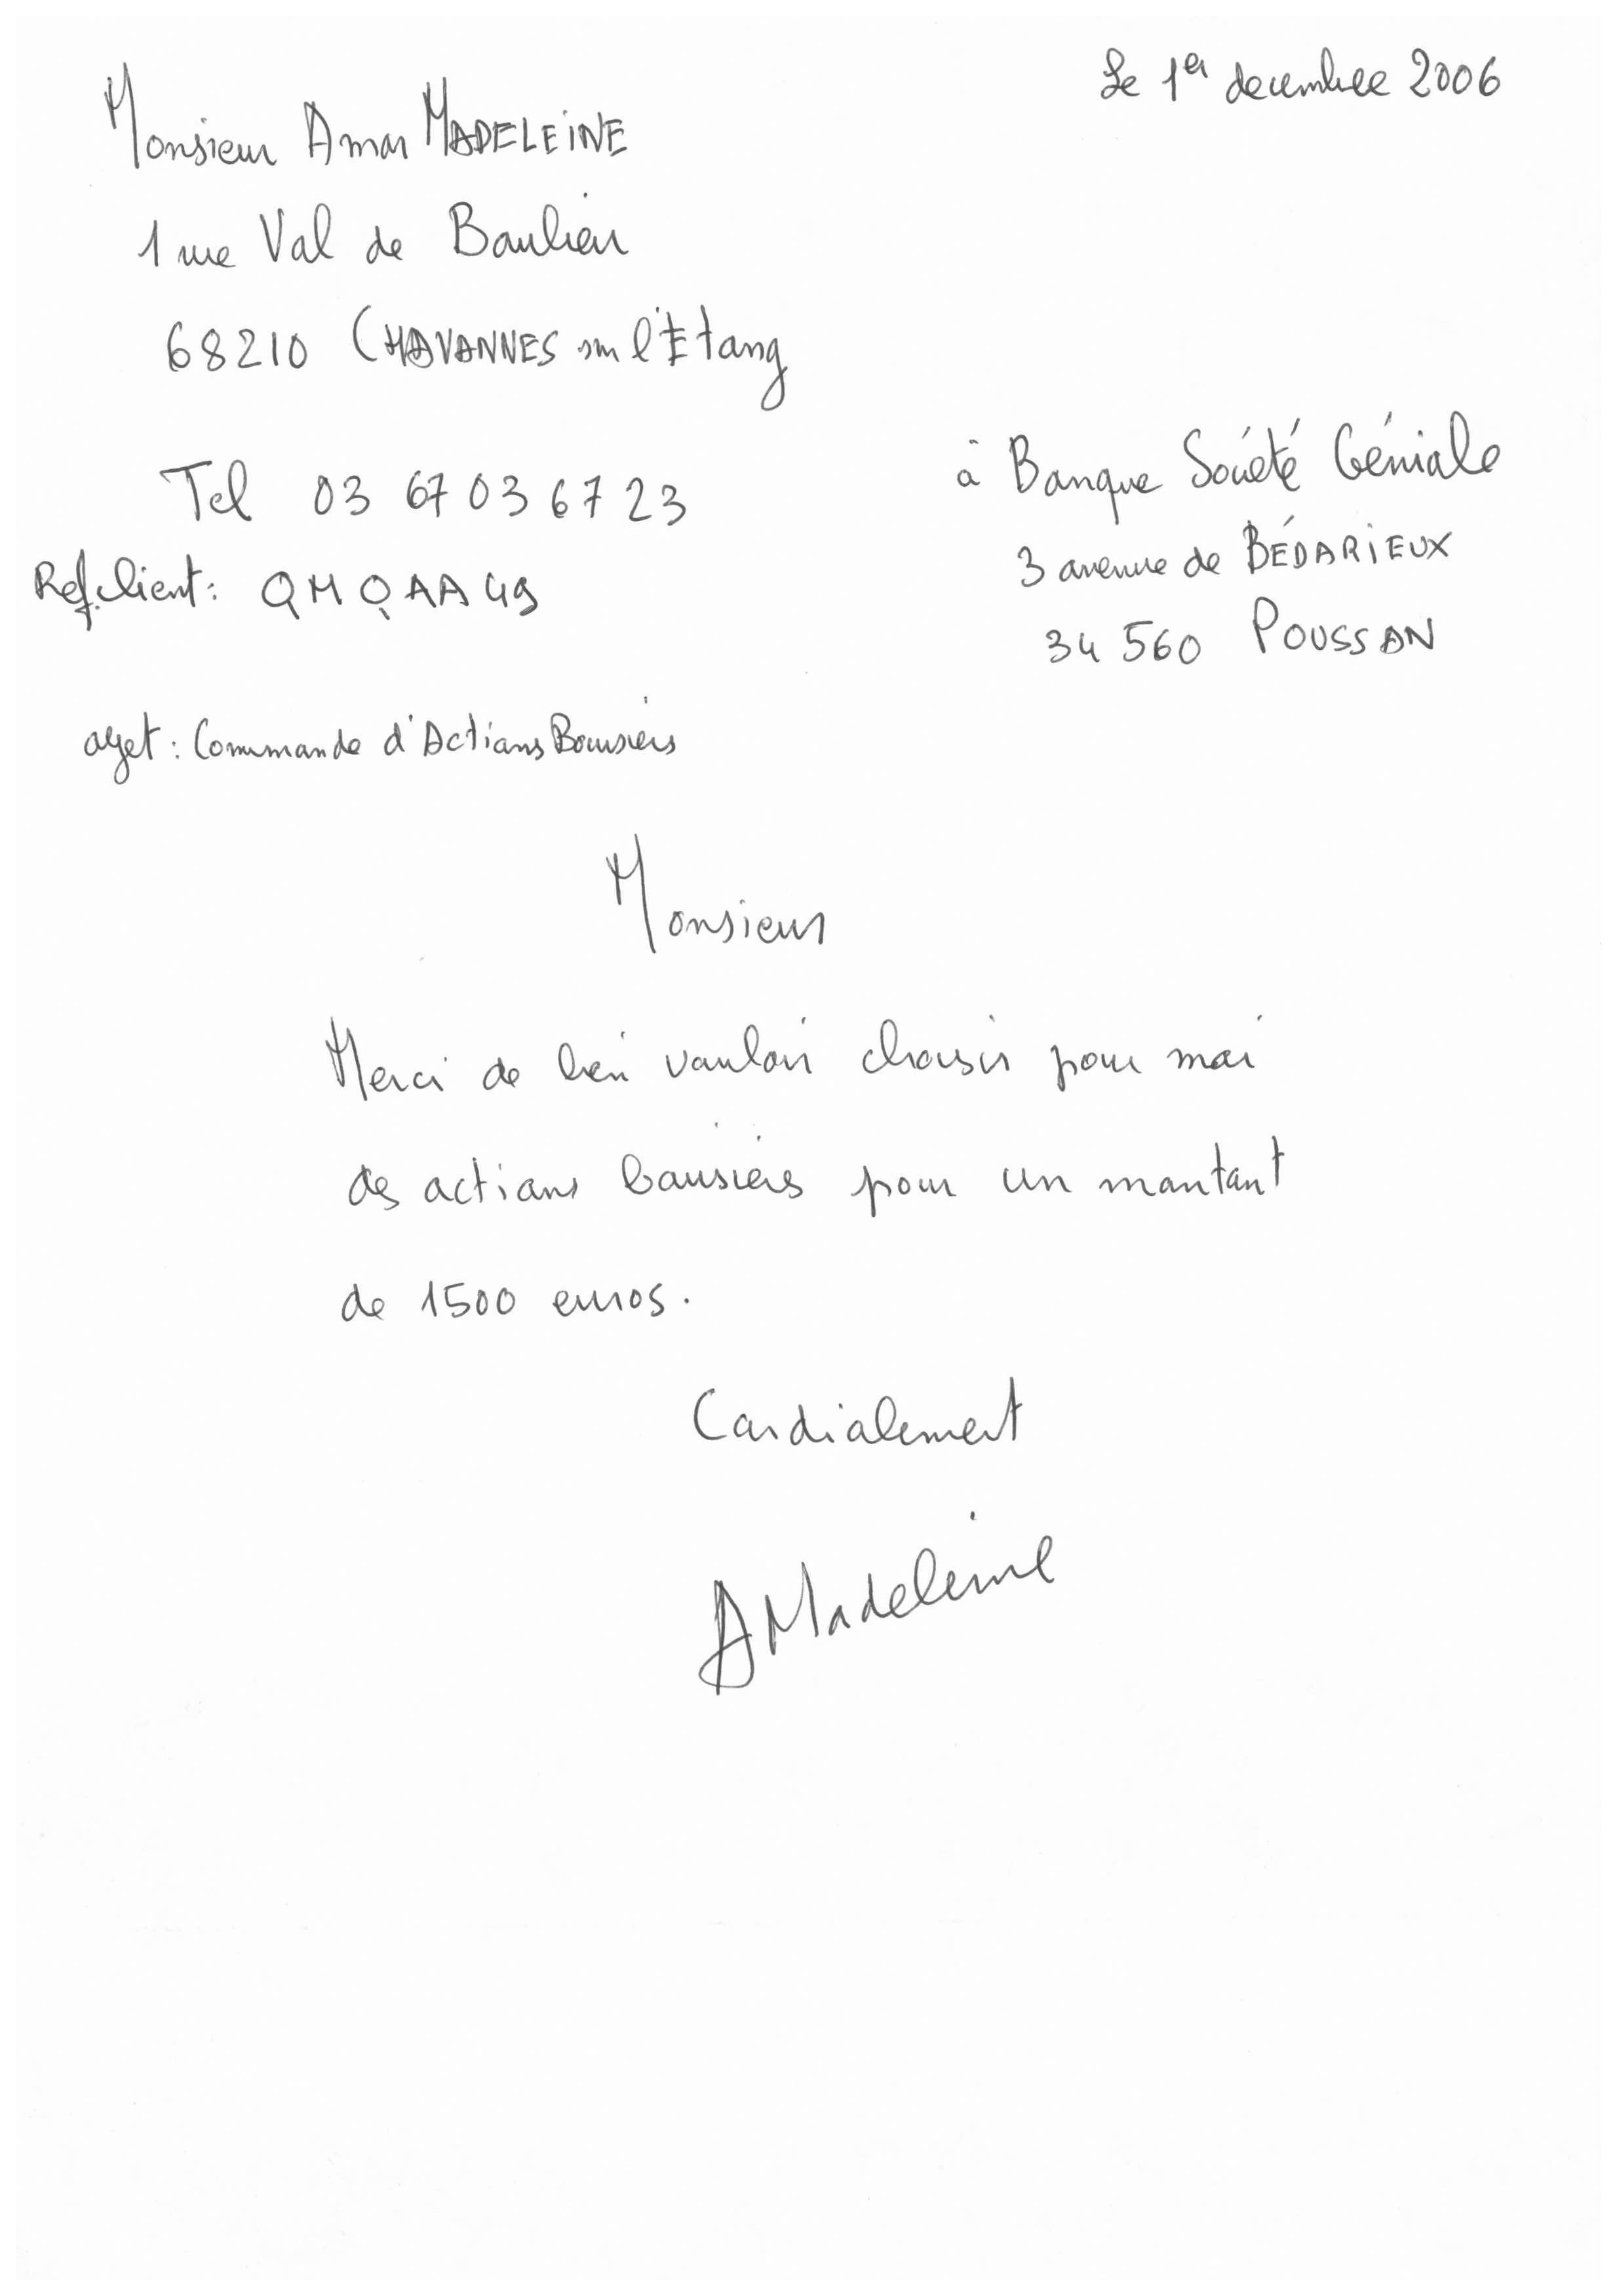 Le 1er decembre 2006
Monsieur Amar MADELEINE
1 rue Val de Baulieu
68210 CHAVANNES sur l'Etang
Tel 03 67 03 67 23
Ref.client: QMQAA49
à Banque Société Géniale
3 avenue de BÉDARIEUX
34 560 POUSSAN
objet : Commande d'Actions Boursiers
Monsieur
Merci de bien vouloir choisir pour moi
des actions boursiers pour un montant
de 1500 euros.
Cordialement
AMadeleine